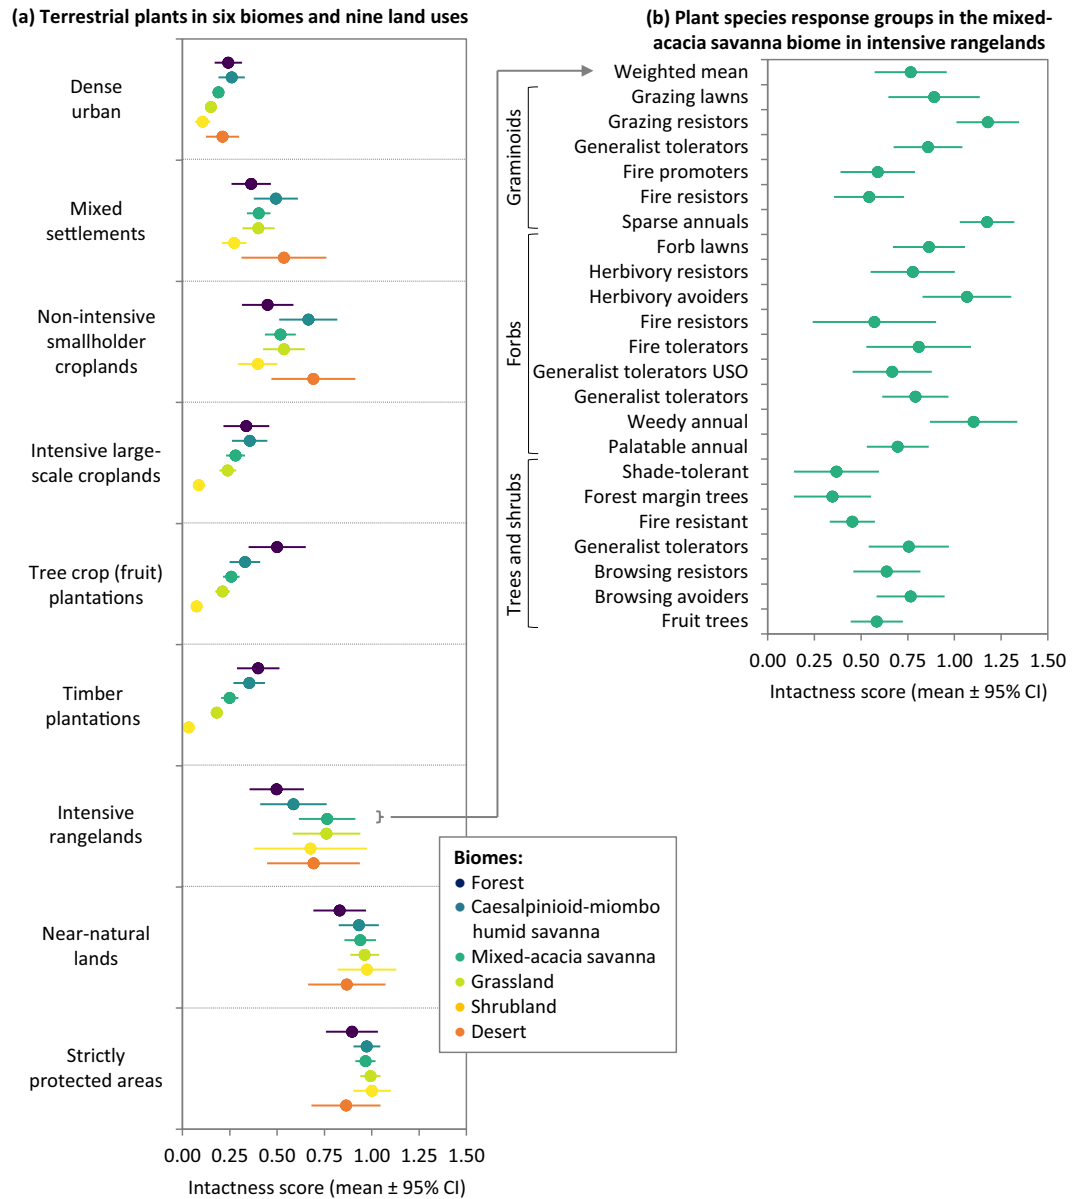 (a) Terrestrial plants in six biomes and nine land uses
Dense
urban
Mixed
settlements
Non-intensive
smallholder
croplands
Intensive large-
scale croplands
Tree crop (fruit)
plantations
Timber
plantations
Intensive
rangelands
Near-natural
lands
Strictly
protected areas
0.00 0.25 0.50 0.75 1.00 1.25 1.50
Intactness score (mean ± 95% CI)
Biomes:
Forest
Caesalpinioid-miombo
humid savanna
Mixed-acacia savanna
Grassland
Shrubland
Desert
(b) Plant species response groups in the mixed-
acacia savanna biome in intensive rangelands
Weighted mean
Graminoids
Grazing lawns
Grazing resistors
Generalist tolerators
Fire promoters
Fire resistors
Sparse annuals
Forbs
Forb lawns
Herbivory resistors
Herbivory avoiders
Fire resistors
Fire tolerators
Generalist tolerators USO
Generalist tolerators
Weedy annual
Palatable annual
Trees and shrubs
Shade-tolerant
Forest margin trees
Fire resistant
Generalist tolerators
Browsing resistors
Browsing avoiders
Fruit trees
0.00 0.25 0.50 0.75 1.00 1.25 1.50
Intactness score (mean ± 95% CI)